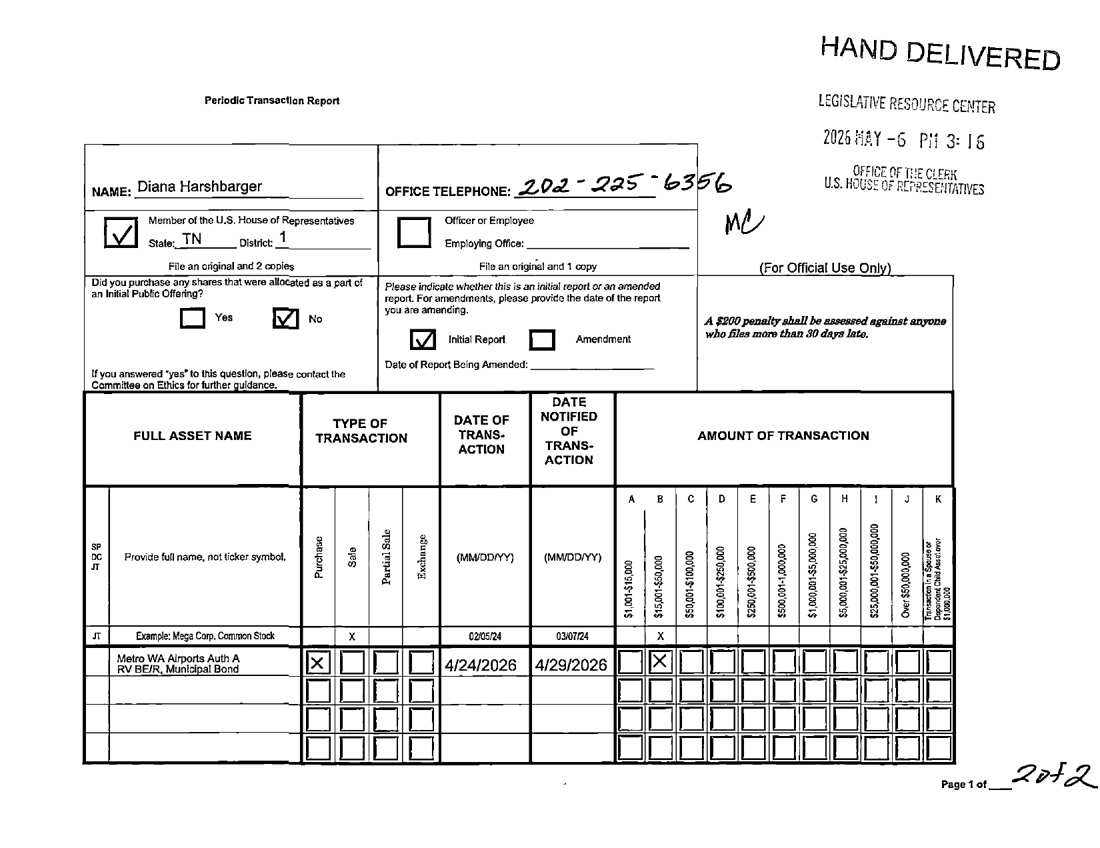 HAND DELIVERED
Periodic Transaction Report
LEGISLATIVE RESOURCE CENTER
2026 MAY -6 PM 3:16
OFFICE OF THE CLERK
U.S. HOUSE OF REPRESENTATIVES
MC
NAME: Diana Harshbarger
OFFICE TELEPHONE: 202-225-6356
Member of the U.S. House of Representatives
State: TN District: 1
File an original and 2 copies
Officer or Employee
Employing Office:
File an original and 1 copy
(For Official Use Only)
Did you purchase any shares that were allocated as a part of
an Initial Public Offering?
Yes No
If you answered "yes" to this question, please contact the
Committee on Ethics for further guidance.
Please indicate whether this is an initial report or an amended
report. For amendments, please provide the date of the report
you are amending.
Initial Report Amendment
Date of Report Being Amended:
A $200 penalty shall be assessed against anyone
who files more than 30 days late.
FULL ASSET NAME
TYPE OF
TRANSACTION
DATE OF
TRANS-
ACTION
DATE
NOTIFIED
OF
TRANS-
ACTION
AMOUNT OF TRANSACTION
SP
DC
JT
Provide full name, not ticker symbol.
Purchase
Sale
Partial Sale
Exchange
(MM/DD/YY)
(MM/DD/YY)
A B C D E F G H I J K
$1,001-$15,000
$15,001-$50,000
$50,001-$100,000
$100,001-$250,000
$250,001-$500,000
$500,001-1,000,000
$1,000,001-$5,000,000
$5,000,001-$25,000,000
$25,000,001-$50,000,000
Over $50,000,000
Transaction in a Spouse or
Dependent Child Asset over
$1,000,000
JT Example: Mega Corp. Common Stock X 02/05/24 03/07/24 X
Metro WA Airports Auth A
RV BE/R, Municipal Bond
X 4/24/2026 4/29/2026 X
Page 1 of 2 of 2